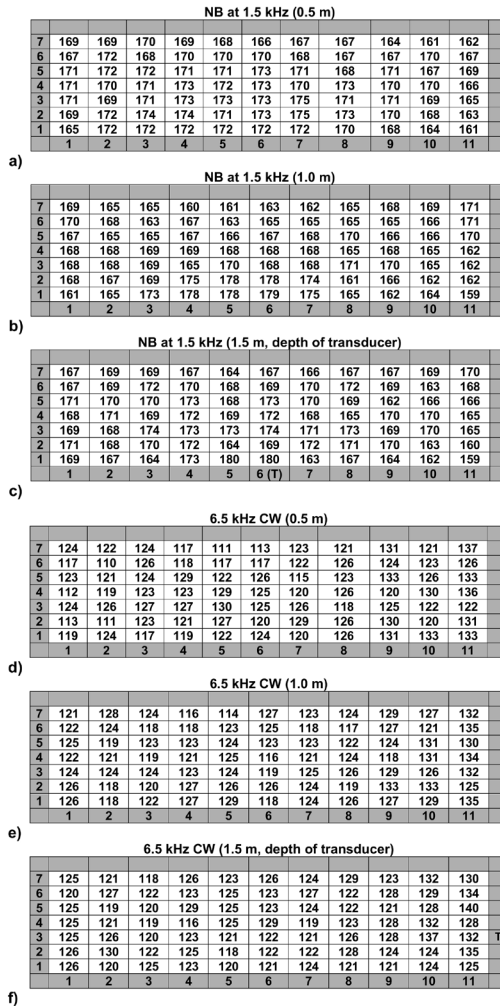 NB at 1.5 kHz (0.5 m)
7 169 169 170 169 168 166 167 167 164 161 162
6 167 172 168 170 170 170 168 167 167 170 167
5 171 172 172 171 171 173 171 168 171 167 169
4 171 170 171 173 172 173 170 173 170 170 166
3 171 169 171 173 173 173 175 171 171 169 165
2 169 172 174 174 171 173 175 173 172 168 163
1 165 172 172 172 172 172 172 170 168 164 161
1 2 3 4 5 6 7 8 9 10 11
a)
NB at 1.5 kHz (1.0 m)
7 169 165 165 160 161 163 162 165 168 169 171
6 170 168 163 167 163 165 165 165 165 166 171
5 167 165 165 167 166 167 168 170 166 166 170
4 168 168 169 169 168 168 168 165 168 165 162
3 168 168 169 165 170 168 168 171 170 165 162
2 168 167 169 175 178 178 174 161 166 162 162
1 161 165 173 178 178 179 175 165 162 164 159
1 2 3 4 5 6 7 8 9 10 11
b)
NB at 1.5 kHz (1.5 m, depth of transducer)
7 167 169 169 167 164 167 166 167 167 169 170
6 167 169 172 170 168 169 170 172 169 163 168
5 171 170 170 173 168 173 170 169 162 166 166
4 168 171 169 172 169 172 168 165 170 170 165
3 169 168 174 173 173 174 171 173 169 170 165
2 171 168 170 172 164 169 172 171 170 163 160
1 169 167 164 173 180 180 163 167 164 162 159
1 2 3 4 5 6 (T) 7 8 9 10 11
c)
6.5 kHz CW (0.5 m)
7 124 122 124 117 111 113 123 121 131 121 137
6 117 110 126 118 117 117 122 126 124 123 126
5 123 121 124 129 122 126 115 123 133 126 133
4 112 119 123 123 129 125 120 126 120 130 136
3 124 126 127 127 130 125 126 118 125 122 122
2 113 111 123 121 127 120 129 126 130 120 131
1 119 124 117 119 122 124 120 126 131 133 133
1 2 3 4 5 6 7 8 9 10 11
d)
6.5 kHz CW (1.0 m)
7 121 128 124 116 114 127 123 124 129 127 132
6 122 124 118 118 123 125 118 117 127 121 135
5 125 119 123 123 124 123 123 122 124 131 130
4 122 121 119 121 125 116 121 124 118 131 134
3 124 124 124 123 124 119 125 126 129 126 132
2 126 118 120 127 126 126 124 119 133 133 125
1 126 118 122 127 129 118 124 126 127 129 135
1 2 3 4 5 6 7 8 9 10 11
e)
6.5 kHz CW (1.5 m, depth of transducer)
7 125 121 118 126 123 126 124 129 123 132 130
6 120 127 122 123 125 123 127 122 128 129 134
5 125 119 120 129 125 123 124 122 121 128 140
4 125 121 119 116 125 129 119 123 128 132 128
3 125 126 120 123 121 122 121 126 128 137 132 T
2 126 130 122 125 118 122 122 128 124 124 135
1 126 120 125 123 120 121 124 121 121 124 125
1 2 3 4 5 6 7 8 9 10 11
f)